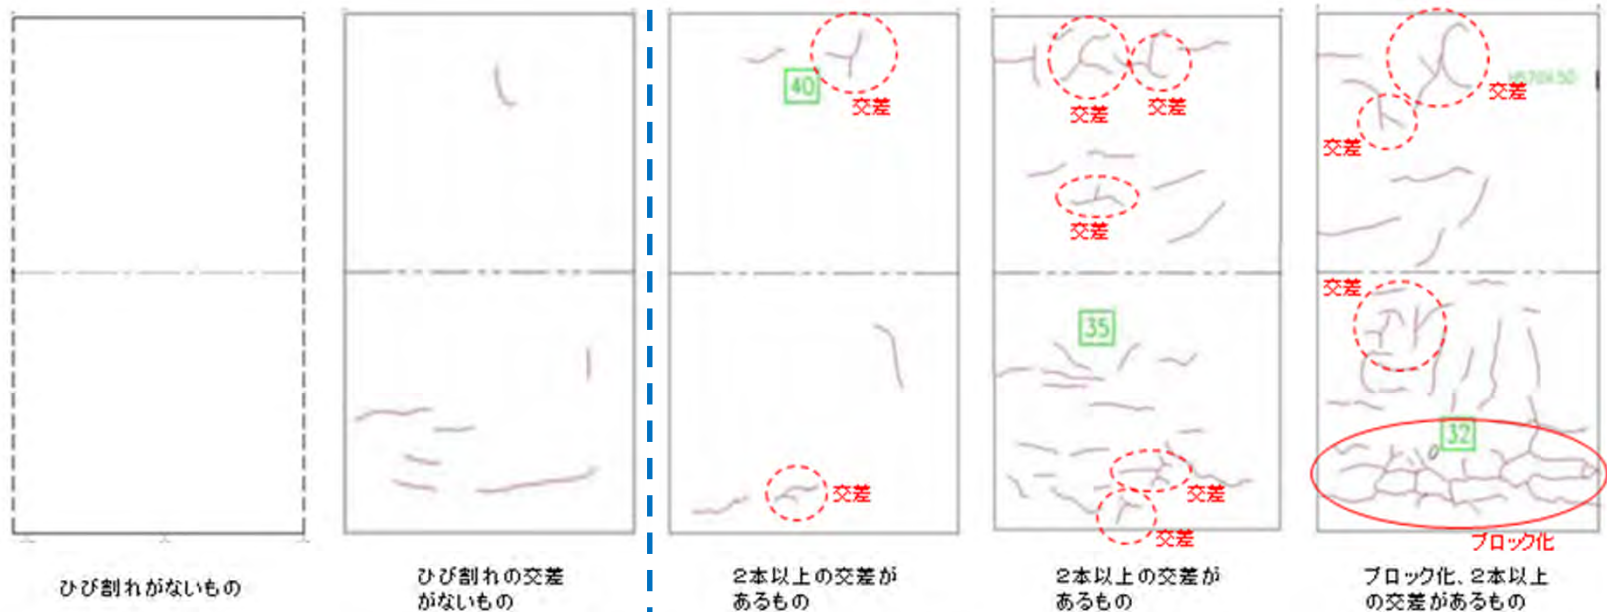 40
交差
交差
交差
交差
交差
交差
35
交差
交差
交差
交差
交差
32
ブロック化
ひび割れがないもの
ひび割れの交差
がないもの
2本以上の交差が
あるもの
2本以上の交差が
あるもの
ブロック化、2本以上
の交差があるもの